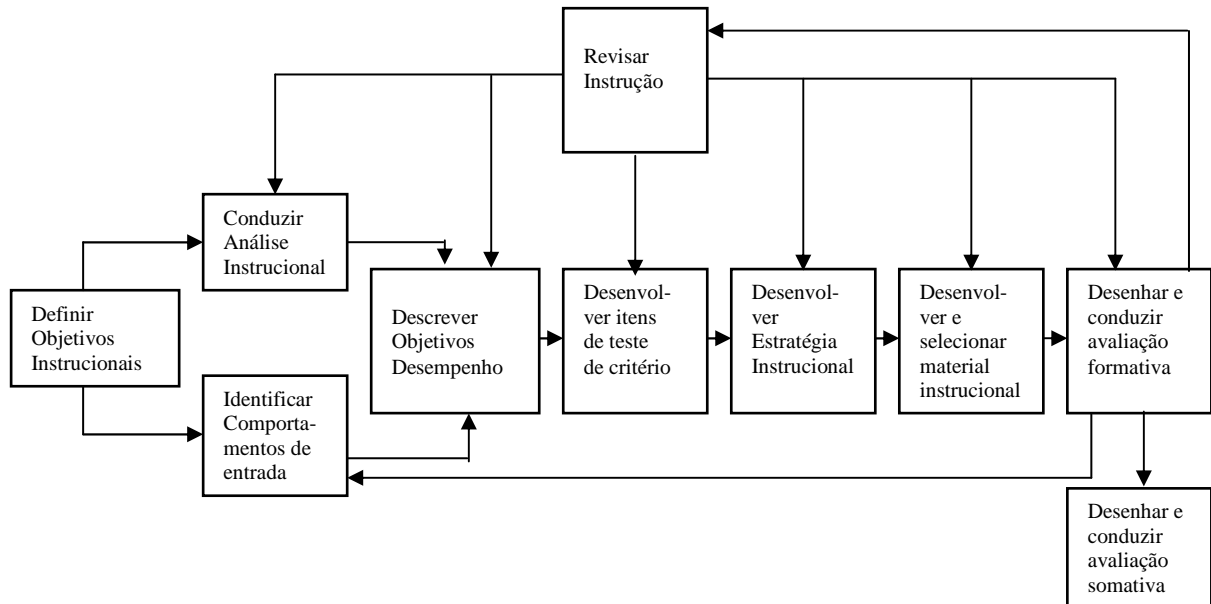 Revisar
Instrução
Conduzir
Análise
Instrucional
Definir
Objetivos
Instrucionais
Identificar
Comporta-
mentos de
entrada
Descrever
Objetivos
Desempenho
Desenvol-
ver itens
de teste
de critério
Desenvol-
ver
Estratégia
Instrucional
Desenvol-
ver e
selecionar
material
instrucional
Desenhar e
conduzir
avaliação
formativa
Desenhar e
conduzir
avaliação
somativa